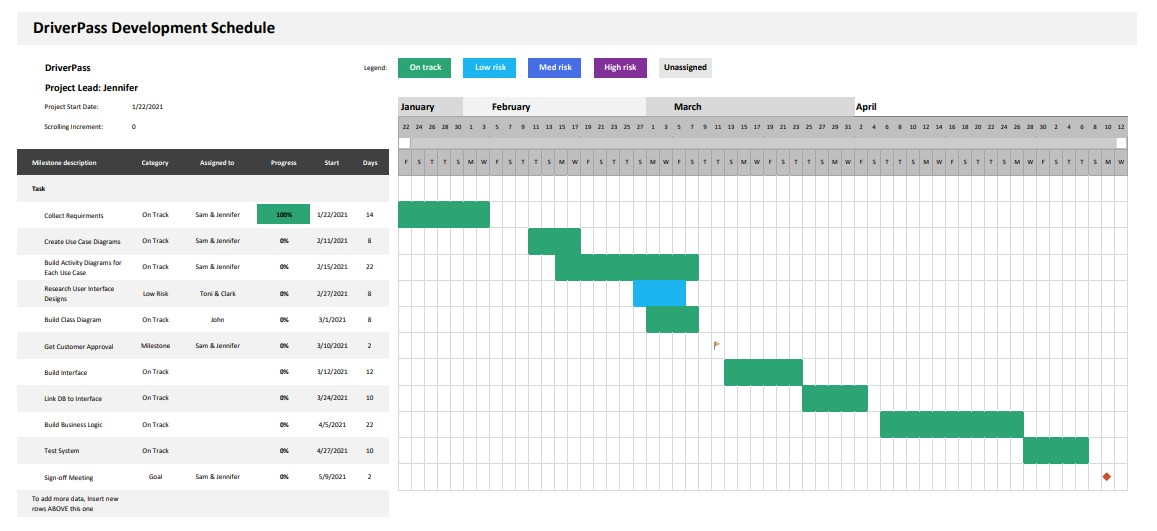 DriverPass Development Schedule
DriverPass
Legend:
On track
Low risk
Med risk
High risk
Unassigned
Project Lead: Jennifer
Project Start Date: 1/22/2021
Scrolling Increment: 0
January February March April
22 24 26 28 30 1 3 5 7 9 11 13 15 17 19 21 23 25 27 1 3 5 7 9 11 13 15 17 19 21 23 25 27 29 31 2 4 6 8 10 12 14 16 18 20 22 24 26 28 30 2 4 6 8 10 12
Milestone description Category Assigned to Progress Start Days
F S T T S M W F S T T S M W F S T T S M W F S T T S M W F S T T S M W F S T T S M W F S T T S M W F S T T S M W
Task
Collect Requirments On Track Sam & Jennifer 100% 1/22/2021 14
Create Use Case Diagrams On Track Sam & Jennifer 0% 2/11/2021 8
Build Activity Diagrams for
Each Use Case
On Track Sam & Jennifer 0% 2/15/2021 22
Research User Interface
Designs
Low Risk Toni & Clark 0% 2/27/2021 8
Build Class Diagram On Track John 0% 3/1/2021 8
Get Customer Approval Milestone Sam & Jennifer 0% 3/10/2021 2
Build Interface On Track 0% 3/12/2021 12
Link DB to Interface On Track 0% 3/24/2021 10
Build Business Logic On Track 0% 4/5/2021 22
Test System On Track 0% 4/27/2021 10
Sign-off Meeting Goal Sam & Jennifer 0% 5/9/2021 2
To add more data, Insert new
rows ABOVE this one